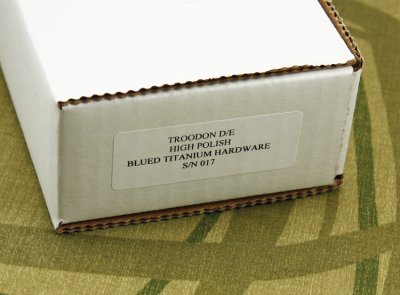 TROODON D/E
HIGH POLISH
BLUED TITANIUM HARDWARE
S/N 017